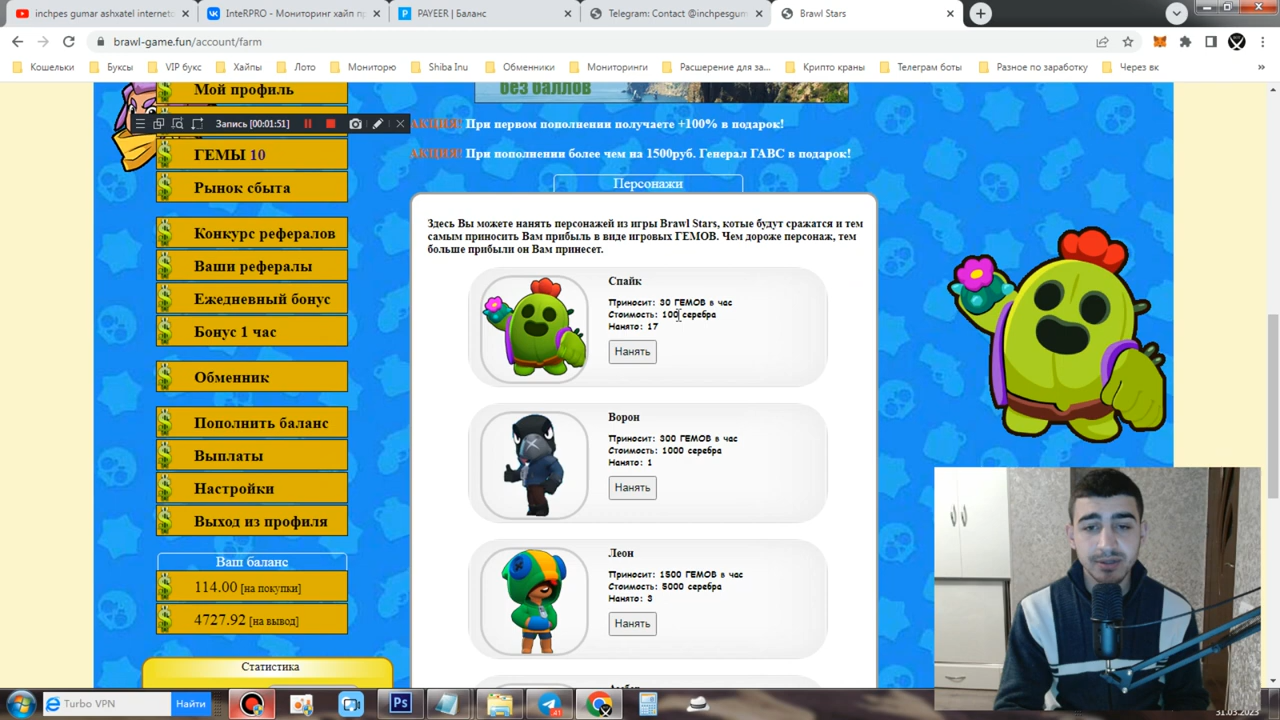 inchpes gumar ashxatel interneto
InteRPRO - Мониторинг хайп п
PAYEER | Баланс
Telegram: Contact @inchpesgum
Brawl Stars
brawl-game.fun/account/farm
Кошельки
Буксы
VIP букс
Хайпы
Лото
Мониторю
Shiba Inu
Обменники
Мониторинги
Расширение для за...
Крипто краны
Телеграм боты
Разное по заработку
Через вк
»
Мой профиль
Запись [00:01:51]
ГЕМЫ 10
Рынок сбыта
Конкурс рефералов
Ваши рефералы
Ежедневный бонус
Бонус 1 час
Обменник
Пополнить баланс
Выплаты
Настройки
Выход из профиля
Ваш баланс
114.00 [на покупки]
4727.92 [на вывод]
Статистика
без баллов
АКЦИЯ! При первом пополнении получаете +100% в подарок!
АКЦИЯ! При пополнении более чем на 1500руб. Генерал ГАВС в подарок!
Персонажи
Здесь Вы можете нанять персонажей из игры Brawl Stars, котые будут сражатся и тем
самым приносить Вам прибыль в виде игровых ГЕМОВ. Чем дороже персонаж, тем
больше прибыли он Вам принесет.
Спайк
Приносит: 30 ГЕМОВ в час
Стоимость: 100 серебра
Нанято: 17
Нанять
Ворон
Приносит: 300 ГЕМОВ в час
Стоимость: 1000 серебра
Нанято: 1
Нанять
Леон
Приносит: 1500 ГЕМОВ в час
Стоимость: 5000 серебра
Нанято: 3
Нанять
Turbo VPN
Найти
Ps
41
31.03.2023